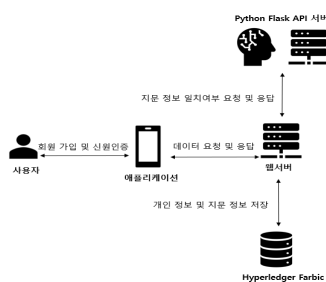 Python Flask API 서버
지문 정보 일치여부 요청 및 응답
회원 가입 및 신원인증
데이터 요청 및 응답
사용자
애플리케이션
웹서버
개인 정보 및 지문 정보 저장
Hyperledger Farbic